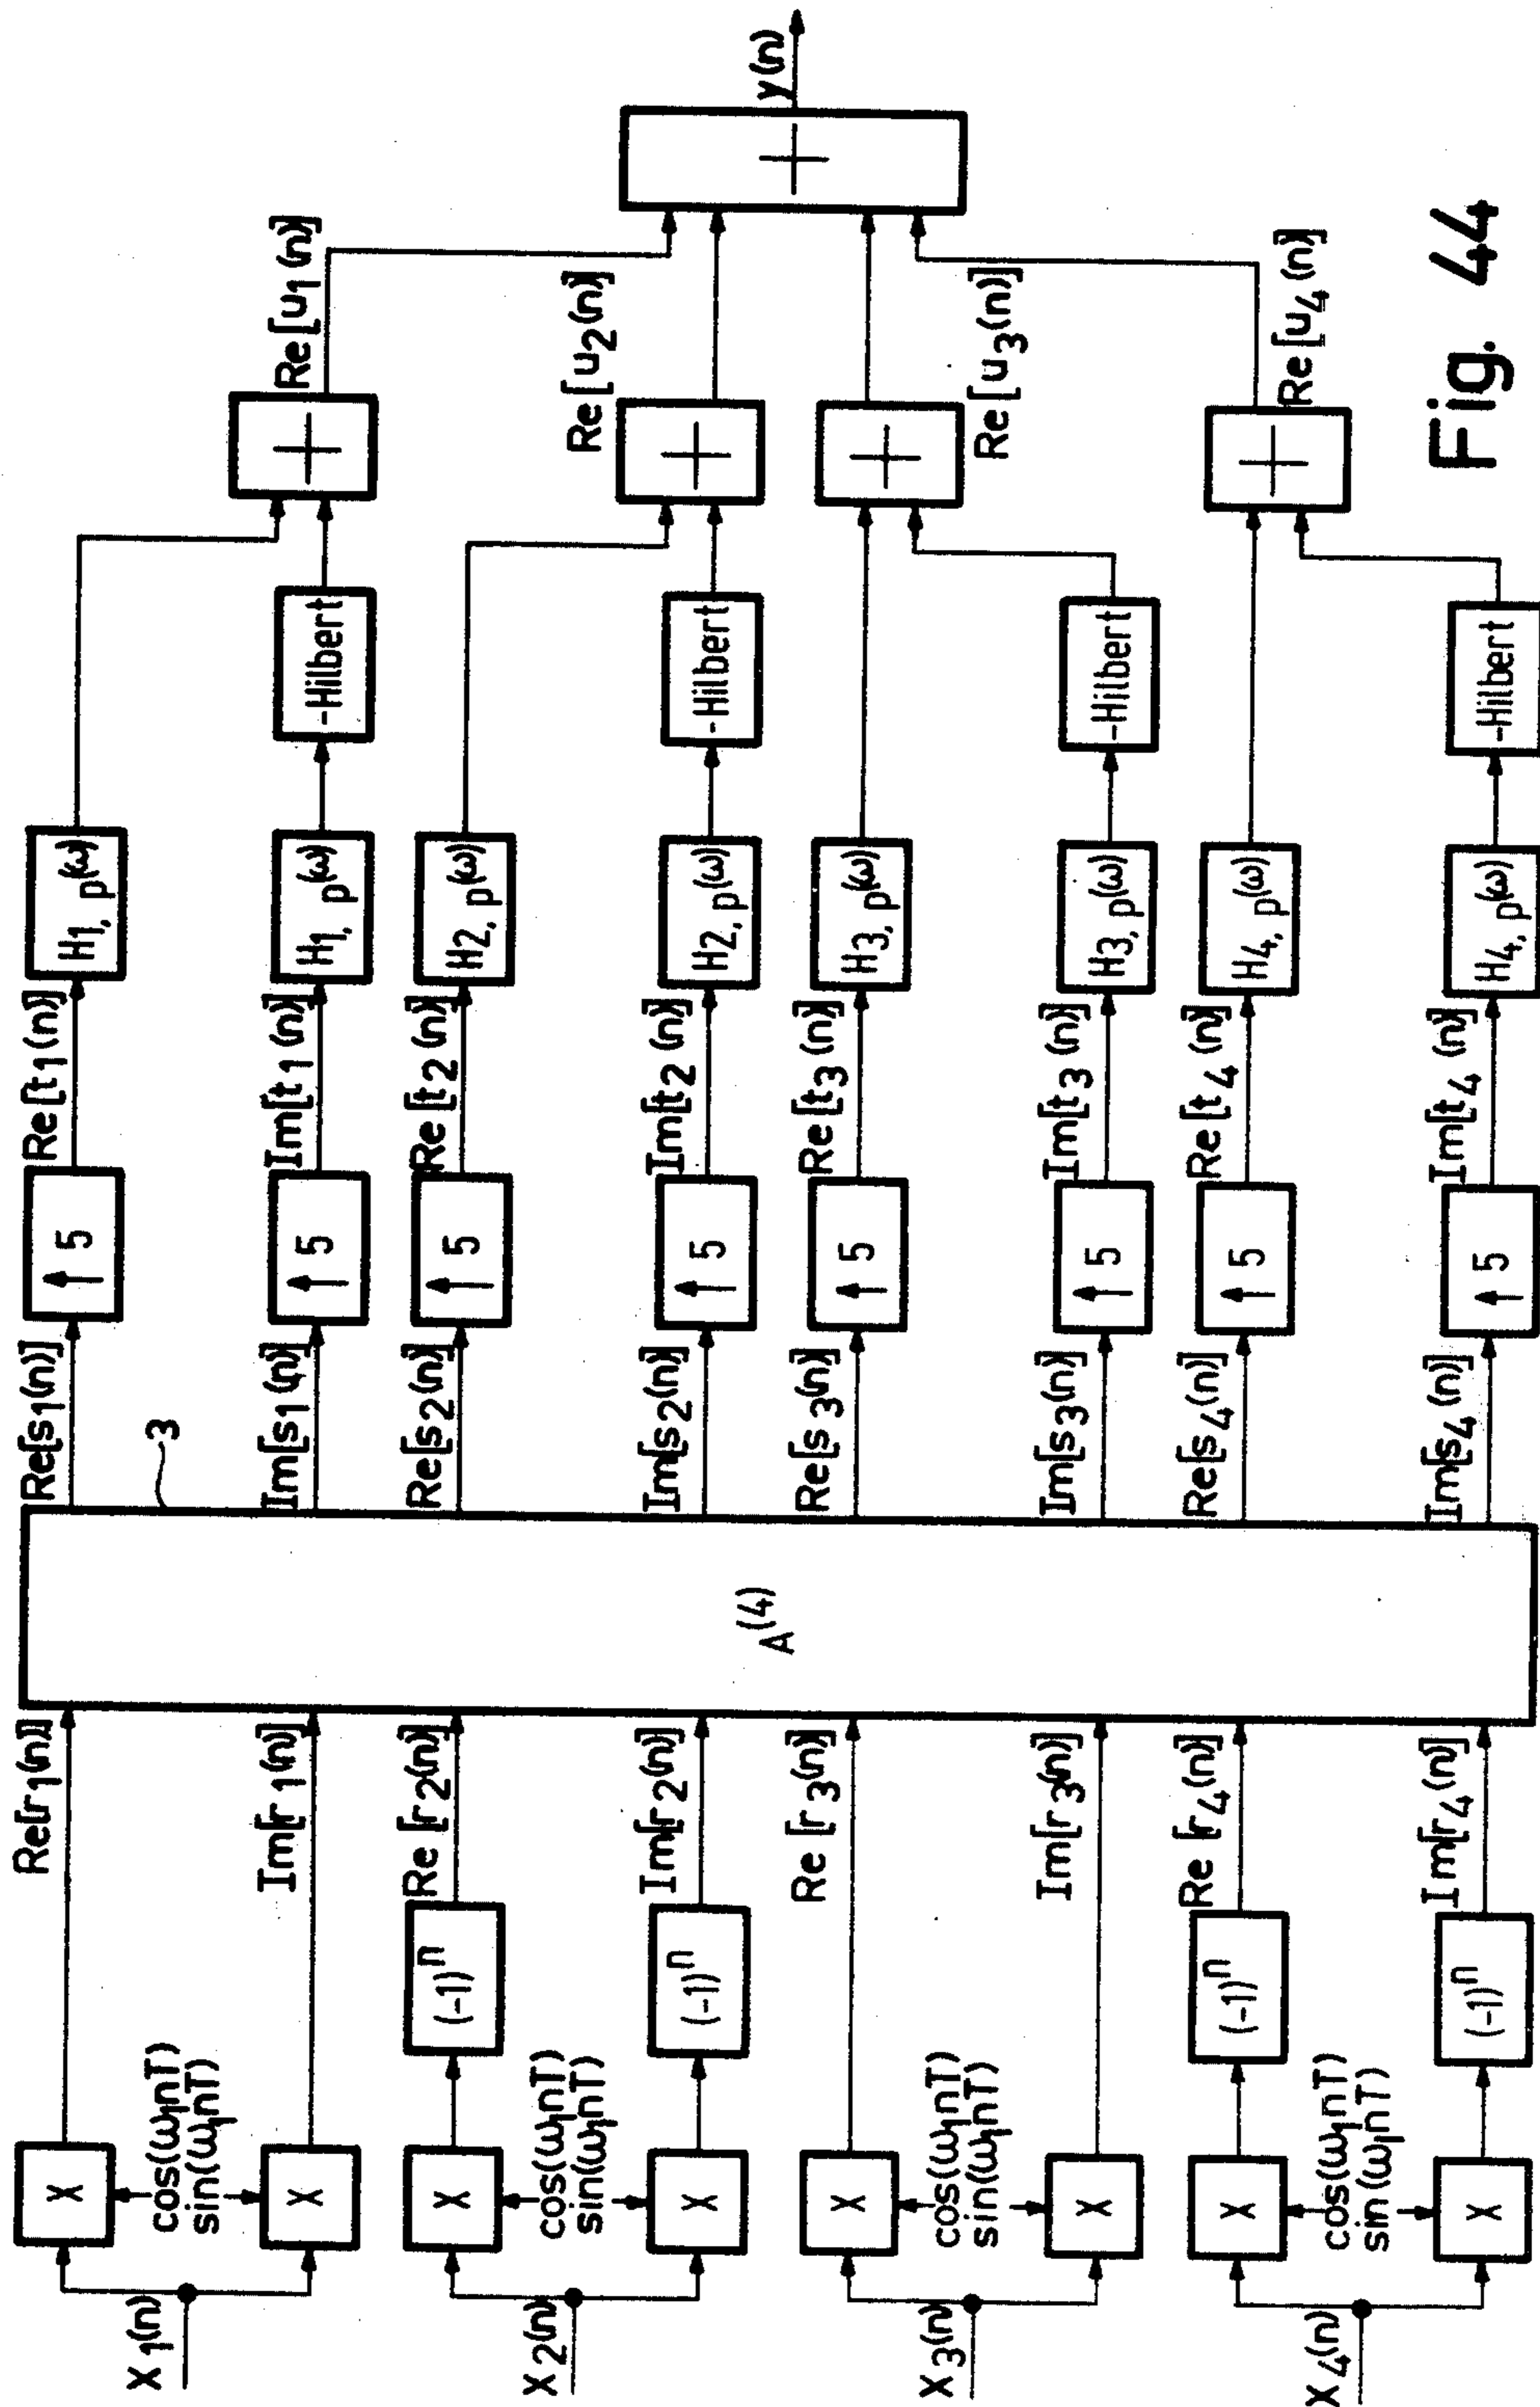 X1(n)
X
cos(ω1nT)
sin(ω1nT)
X
Re[r1(n)]
Im[r1(n)]
X2(n)
X
cos(ω1nT)
sin(ω1nT)
X
(-1)^n
(-1)^n
Re[r2(n)]
Im[r2(n)]
X3(n)
X
cos(ω1nT)
sin(ω1nT)
X
Re[r3(n)]
Im[r3(n)]
X4(n)
X
cos(ω1nT)
sin(ω1nT)
X
(-1)^n
(-1)^n
Re[r4(n)]
Im[r4(n)]
A^(4)
3
Re[s1(n)]
↑5
Re[t1(n)]
H1,p(ω)
Im[s1(n)]
↑5
Im[t1(n)]
H1,p(ω)
-Hilbert
+
Re[u1(n)]
Re[s2(n)]
↑5
Re[t2(n)]
H2,p(ω)
Im[s2(n)]
↑5
Im[t2(n)]
H2,p(ω)
-Hilbert
+
Re[u2(n)]
Re[s3(n)]
↑5
Re[t3(n)]
H3,p(ω)
Im[s3(n)]
↑5
Im[t3(n)]
H3,p(ω)
-Hilbert
+
Re[u3(n)]
Re[s4(n)]
↑5
Re[t4(n)]
H4,p(ω)
Im[s4(n)]
↑5
Im[t4(n)]
H4,p(ω)
-Hilbert
+
Re[u4(n)]
+
y(n)
Fig. 44